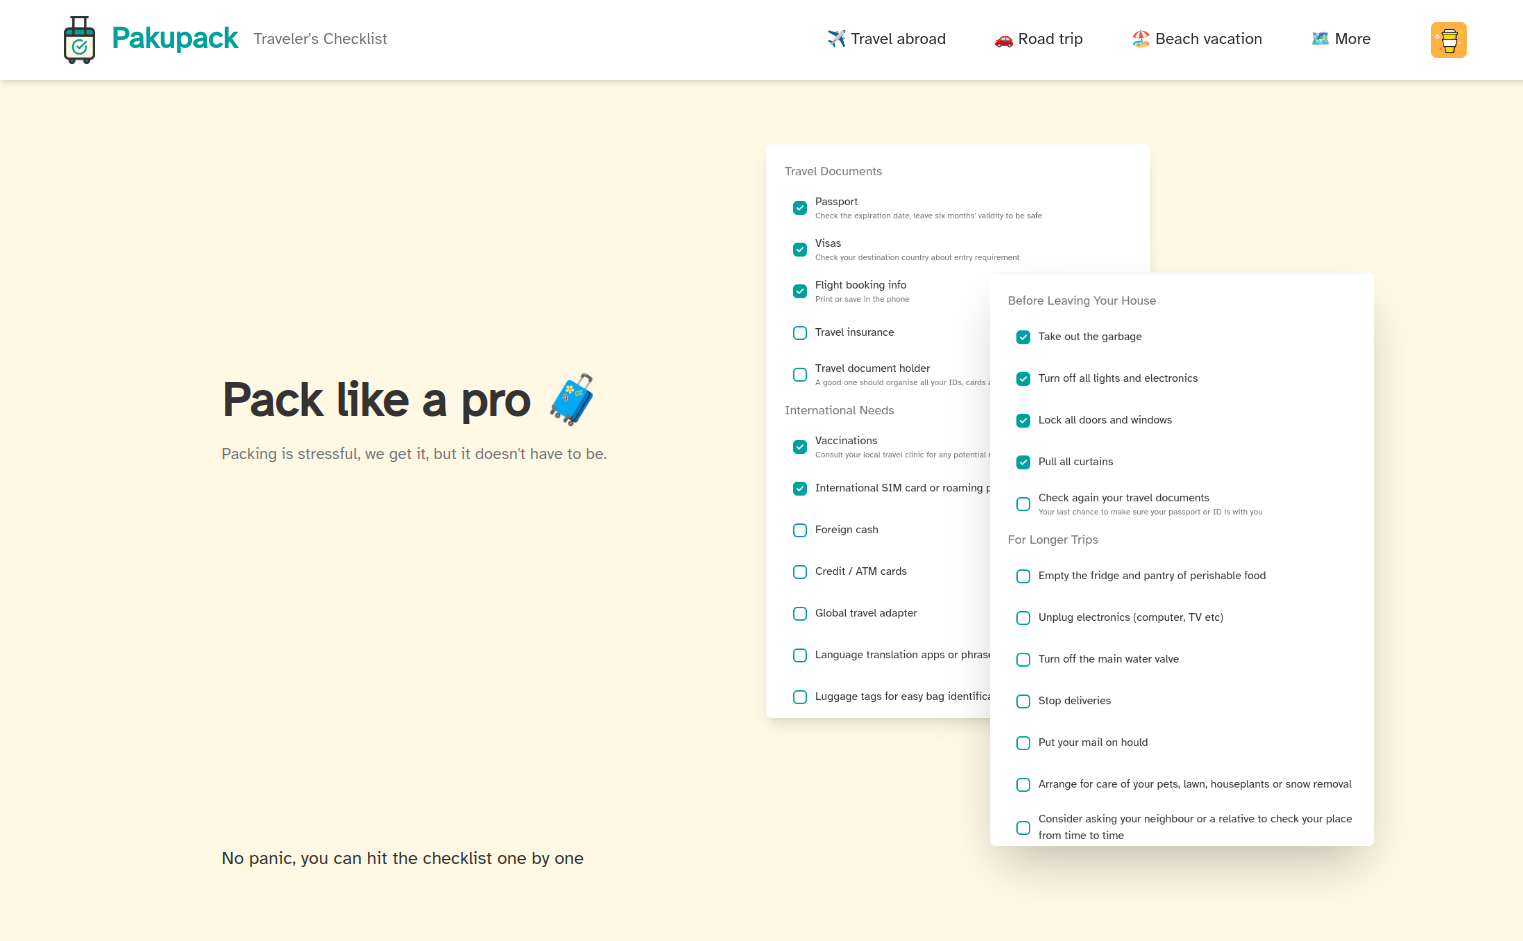 Pakupack
Traveler's Checklist
Travel abroad
Road trip
Beach vacation
More
Pack like a pro
Packing is stressful, we get it, but it doesn't have to be.
No panic, you can hit the checklist one by one
Travel Documents
Passport
Check the expiration date, leave six months' validity to be safe
Visas
Check your destination country about entry requirement
Flight booking info
Print or save in the phone
Travel insurance
Travel document holder
A good one should organise all your IDs, cards
International Needs
Vaccinations
Consult your local travel clinic for any potential
International SIM card or roaming
Foreign cash
Credit / ATM cards
Global travel adapter
Language translation apps or
Luggage tags for easy bag
Before Leaving Your House
Take out the garbage
Turn off all lights and electronics
Lock all doors and windows
Pull all curtains
Check again your travel documents
Your last chance to make sure your passport or ID is with you
For Longer Trips
Empty the fridge and pantry of perishable food
Unplug electronics (computer, TV etc)
Turn off the main water valve
Stop deliveries
Put your mail on hould
Arrange for care of your pets, lawn, houseplants or snow removal
Consider asking your neighbour or a relative to check your place
from time to time